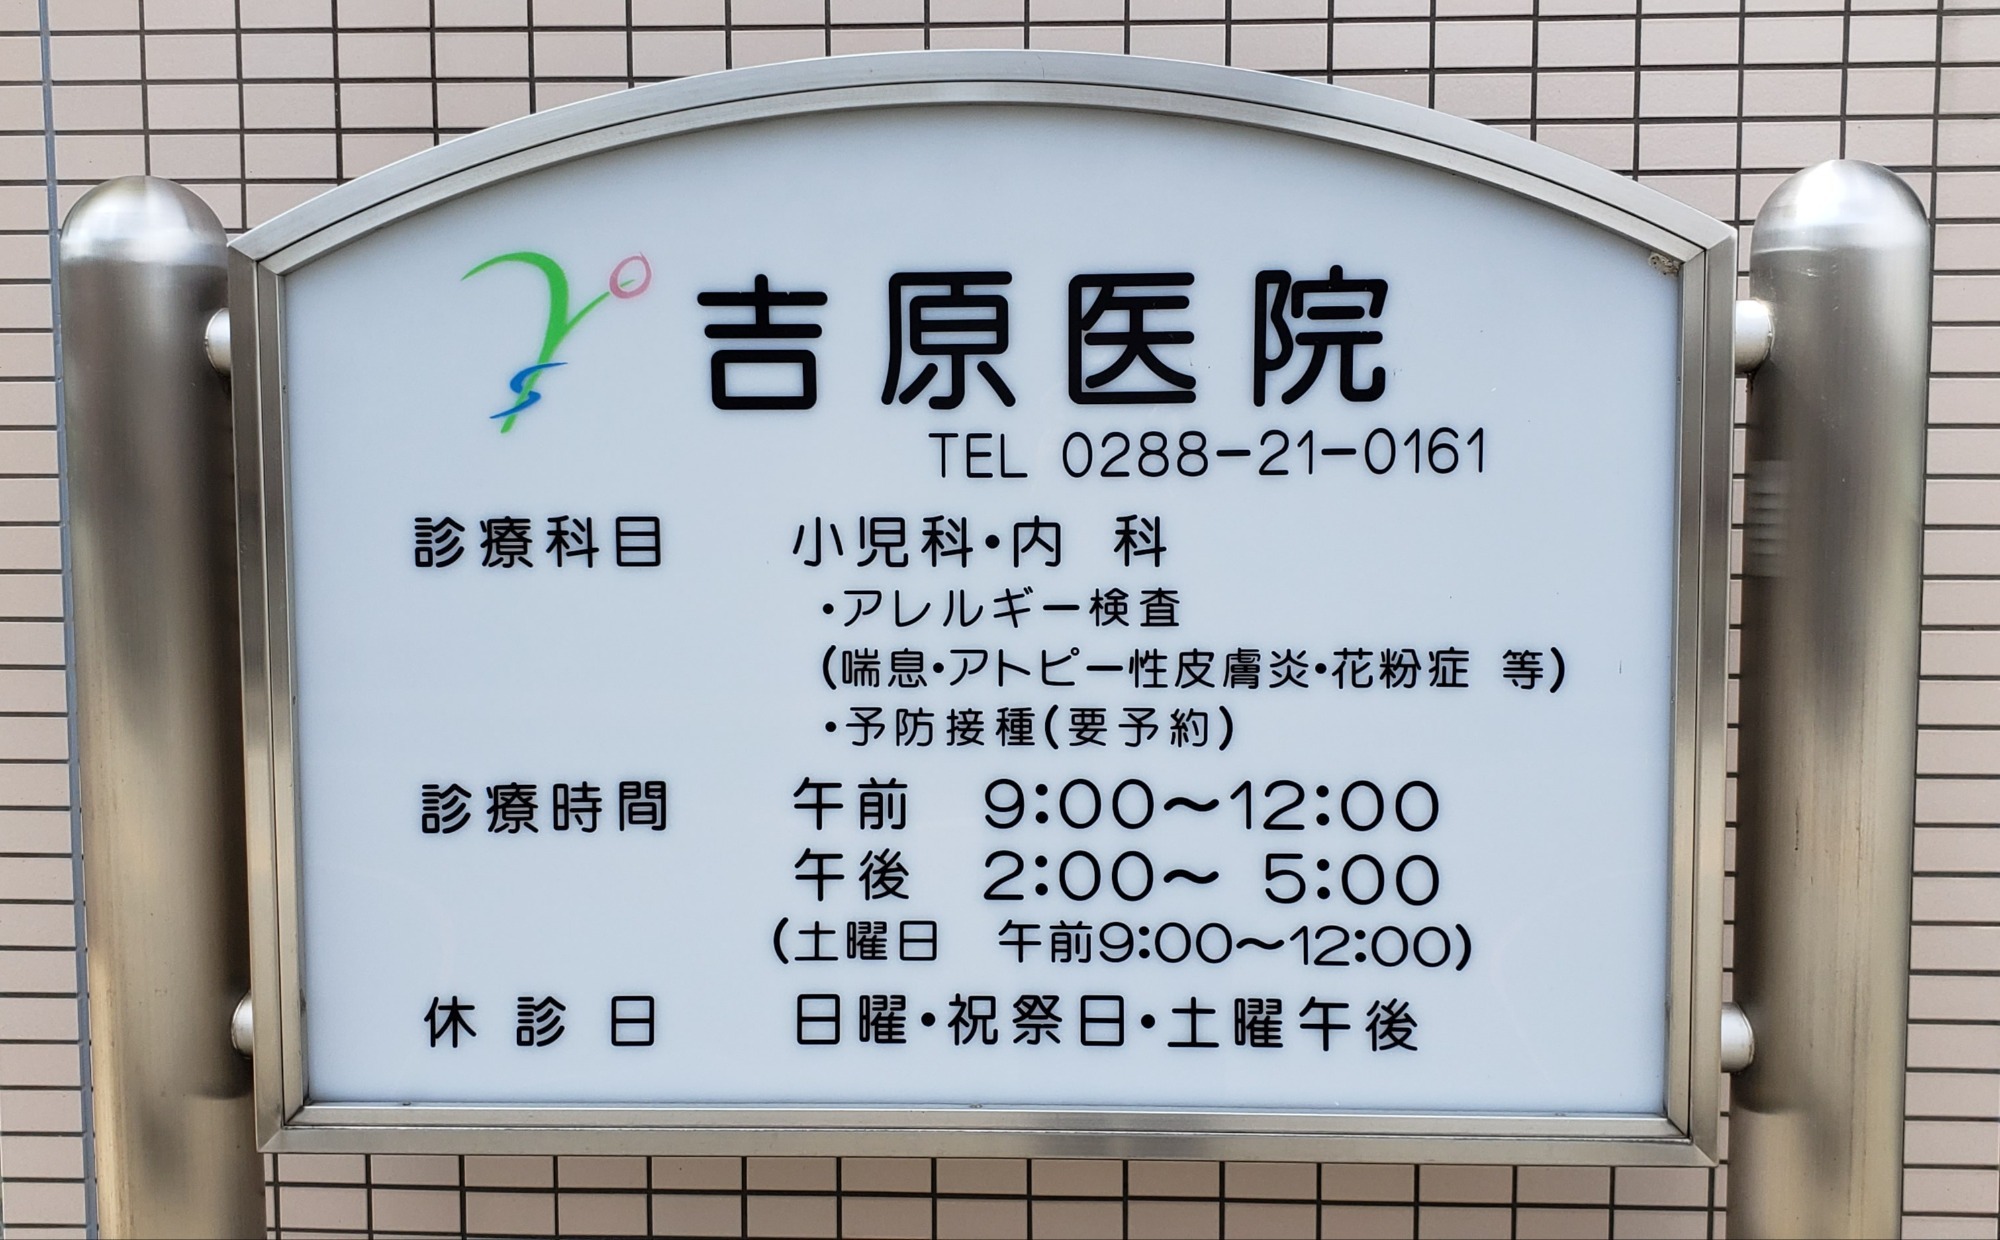 吉原医院
TEL 0288-21-0161
診療科目 小児科・内 科
・アレルギー検査
(喘息・アトピー性皮膚炎・花粉症 等)
・予防接種(要予約)
診療時間 午前 9:00〜12:00
午後 2:00〜 5:00
(土曜日 午前9:00〜12:00)
休診日 日曜・祝祭日・土曜午後